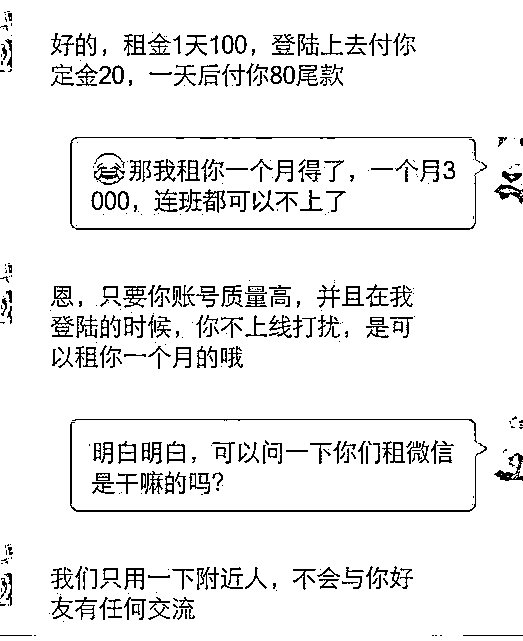 好的，租金1天100，登陆上去付你
定金20，一天后付你80尾款
😂那我租你一个月得了，一个月3
000，连班都可以不上了
恩，只要你账号质量高，并且在我
登陆的时候，你不上线打扰，是可
以租你一个月的哦
明白明白，可以问一下你们租微信
是干嘛的吗？
我们只用一下附近人，不会与你好
友有任何交流